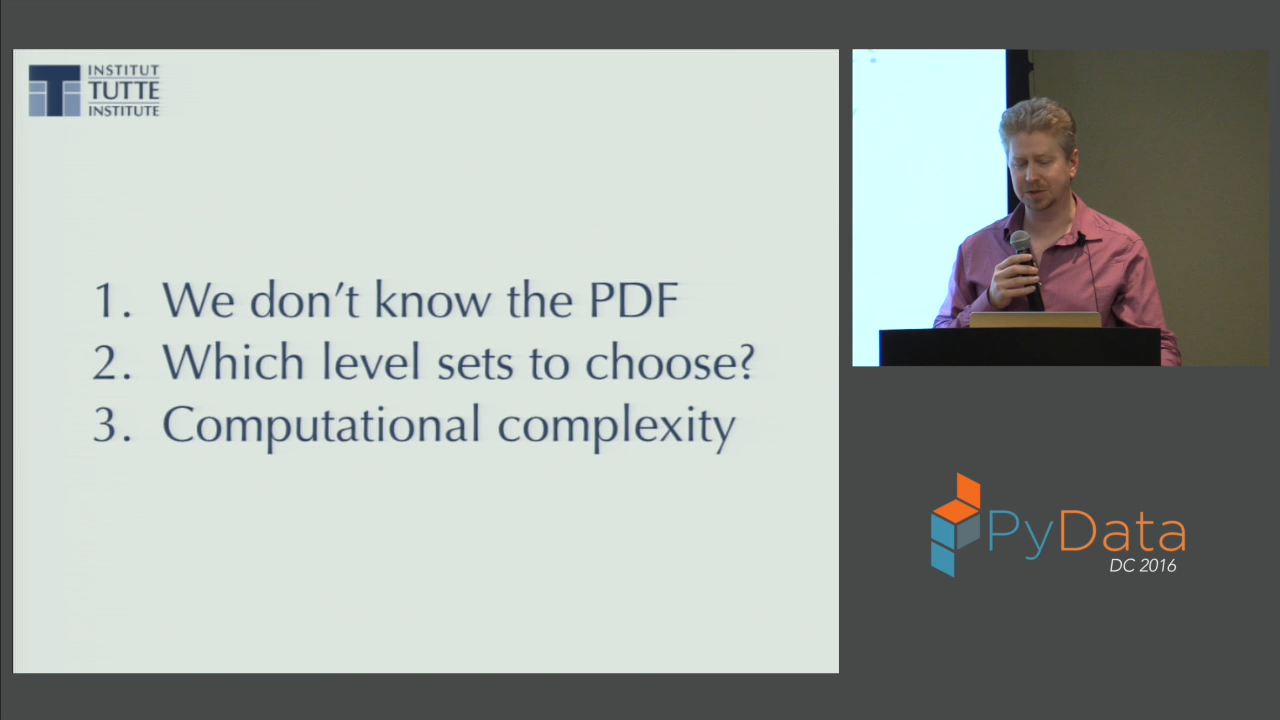 INSTITUT
TUTTE
INSTITUTE
1. We don't know the PDF
2. Which level sets to choose?
3. Computational complexity
PyData
DC 2016